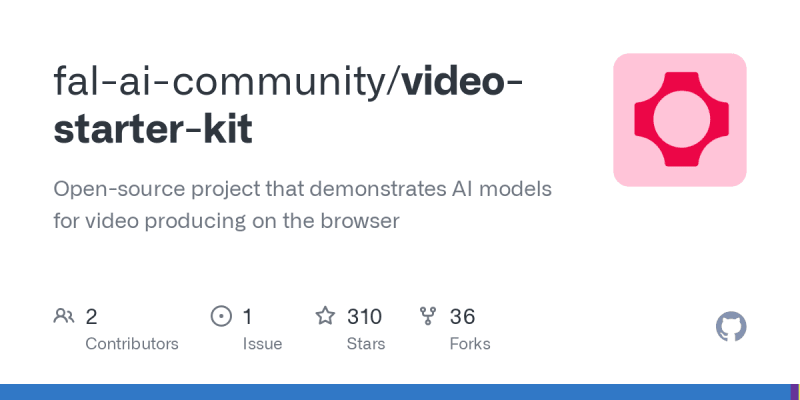 fal-ai-community/video-
starter-kit
Open-source project that demonstrates AI models
for video producing on the browser
2 1 310 36
Contributors Issue Stars Forks